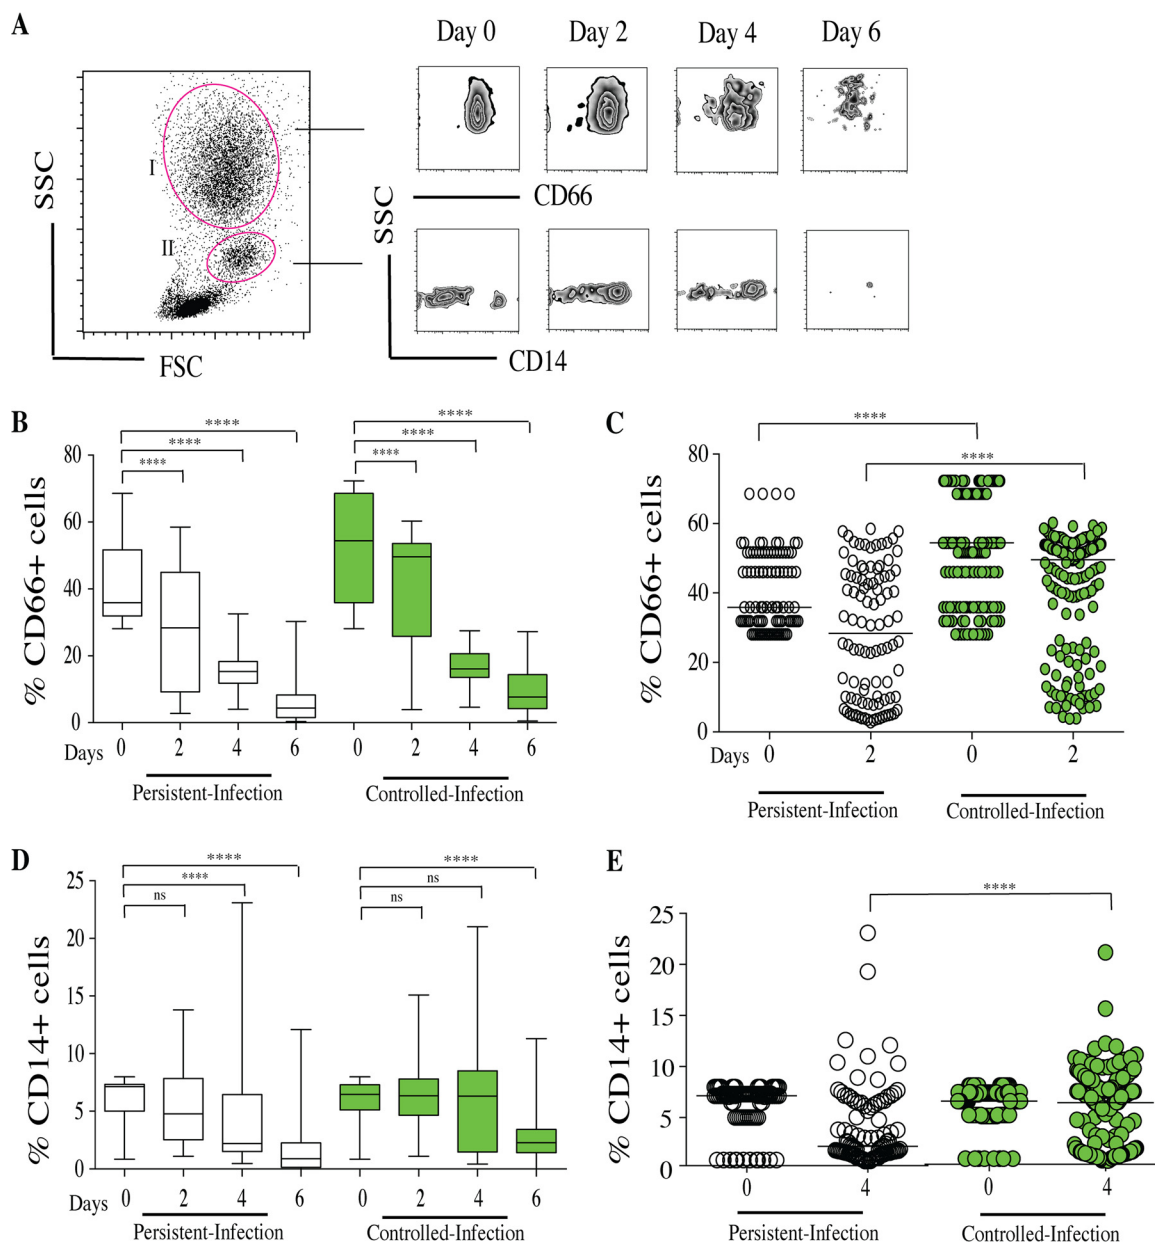 A
Day 0
Day 2
Day 4
Day 6
SSC
I
II
FSC
SSC
CD66
CD14
B
****
****
****
****
****
****
% CD66+ cells
80
60
40
20
0
Days
0
2
4
6
0
2
4
6
Persistent-Infection
Controlled-Infection
C
****
****
% CD66+ cells
80
60
40
20
0
Days
0
2
0
2
Persistent-Infection
Controlled-Infection
D
****
****
ns
****
ns
ns
% CD14+ cells
25
20
15
10
5
0
Days
0
2
4
6
0
2
4
6
Persistent-Infection
Controlled-Infection
E
****
% CD14+ cells
25
20
15
10
5
0
0
4
0
4
Persistent-Infection
Controlled-Infection